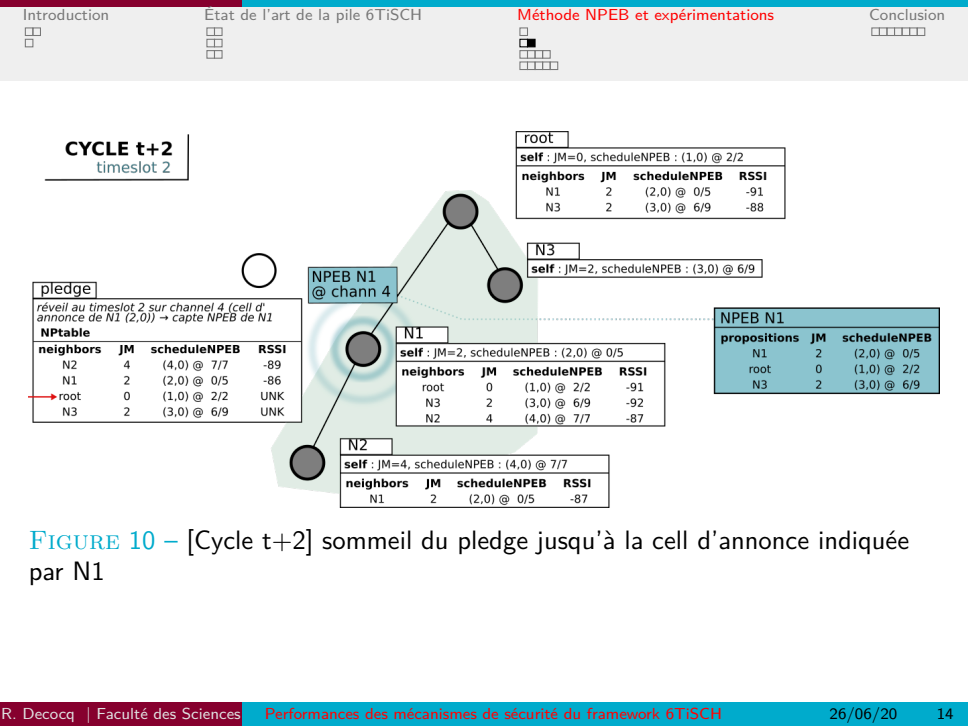 Introduction
État de l'art de la pile 6TiSCH
Méthode NPEB et expérimentations
Conclusion
CYCLE t+2
timeslot 2
root
self : JM=0, scheduleNPEB : (1,0) @ 2/2
neighbors JM scheduleNPEB RSSI
N1 2 (2,0) @ 0/5 -91
N3 2 (3,0) @ 6/9 -88
N3
self : JM=2, scheduleNPEB : (3,0) @ 6/9
NPEB N1
@ chann 4
pledge
réveil au timeslot 2 sur channel 4 (cell d'
annonce de N1 (2,0)) → capte NPEB de N1
NPtable
neighbors JM scheduleNPEB RSSI
N2 4 (4,0) @ 7/7 -89
N1 2 (2,0) @ 0/5 -86
root 0 (1,0) @ 2/2 UNK
N3 2 (3,0) @ 6/9 UNK
N1
self : JM=2, scheduleNPEB : (2,0) @ 0/5
neighbors JM scheduleNPEB RSSI
root 0 (1,0) @ 2/2 -91
N3 2 (3,0) @ 6/9 -92
N2 4 (4,0) @ 7/7 -87
NPEB N1
propositions JM scheduleNPEB
N1 2 (2,0) @ 0/5
root 0 (1,0) @ 2/2
N3 2 (3,0) @ 6/9
N2
self : JM=4, scheduleNPEB : (4,0) @ 7/7
neighbors JM scheduleNPEB RSSI
N1 2 (2,0) @ 0/5 -87
FIGURE 10 – [Cycle t+2] sommeil du pledge jusqu'à la cell d'annonce indiquée
par N1
R. Decocq | Faculté des Sciences
Performances des mécanismes de sécurité du framework 6TiSCH
26/06/20
14